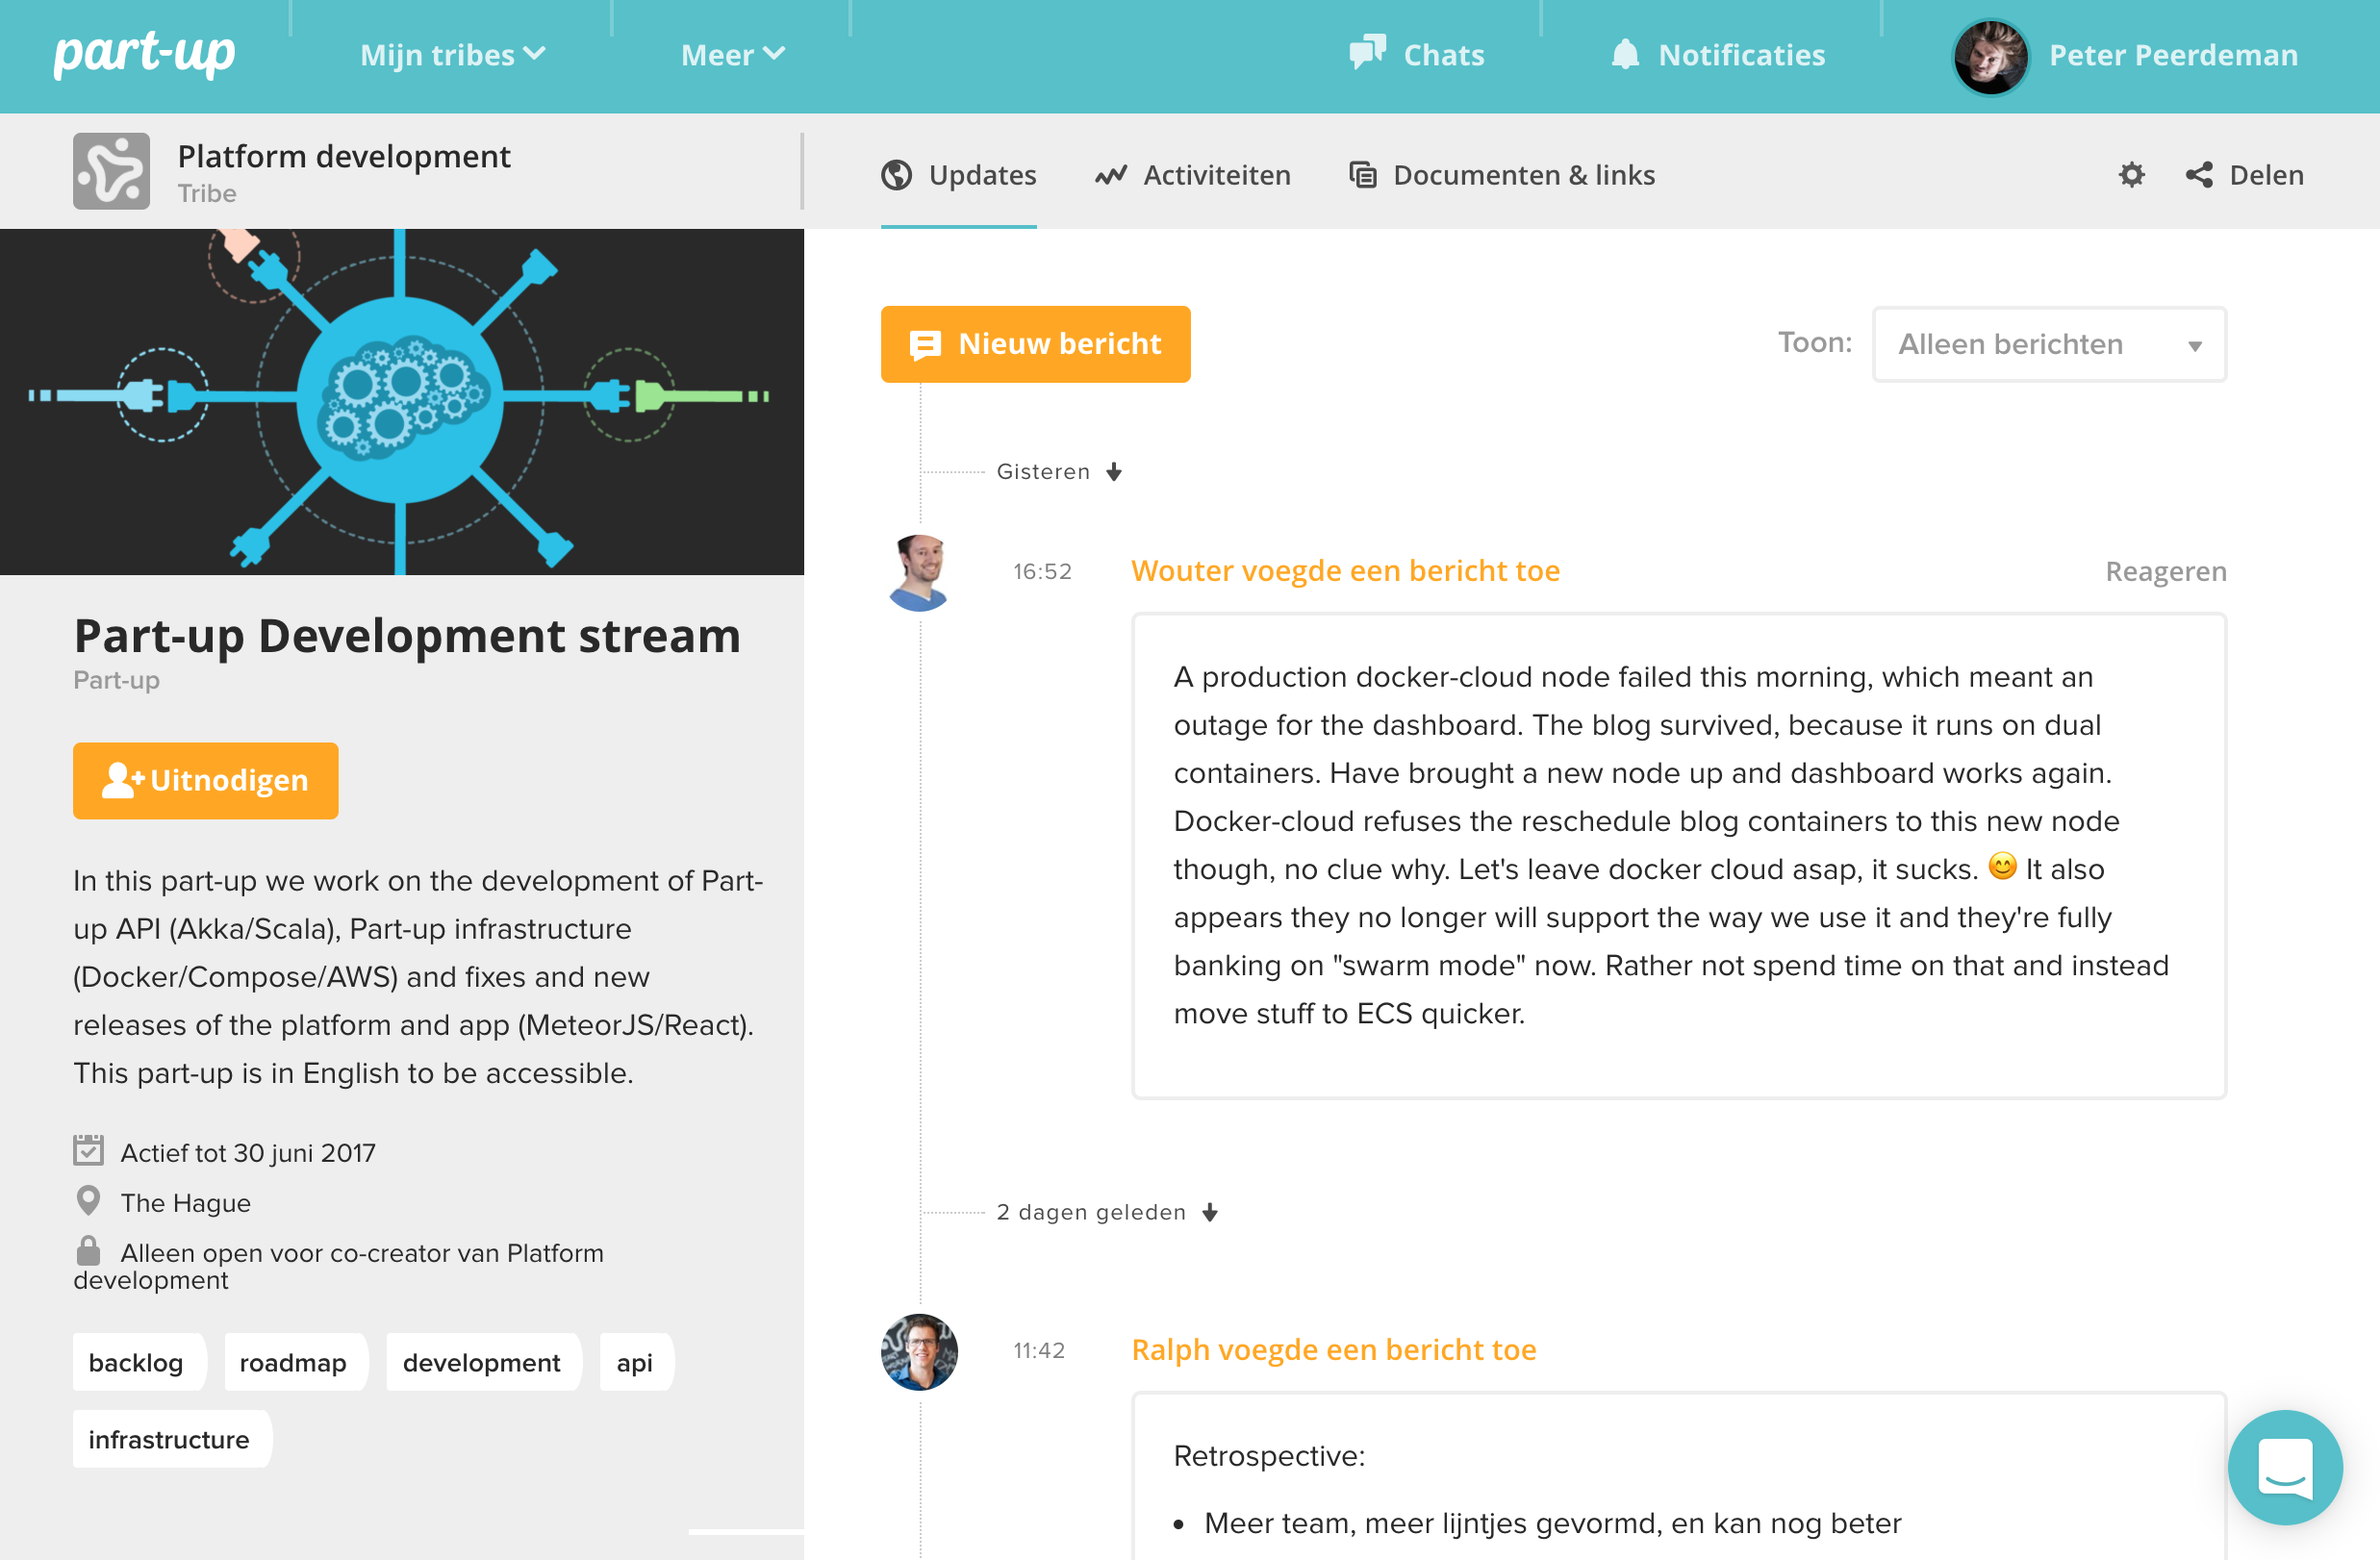 part-up
Mijn tribes
Meer
Chats
Notificaties
Peter Peerdeman
Platform development
Tribe
Updates
Activiteiten
Documenten & links
Delen
Part-up Development stream
Part-up
Uitnodigen
In this part-up we work on the development of Part-
up API (Akka/Scala), Part-up infrastructure
(Docker/Compose/AWS) and fixes and new
releases of the platform and app (MeteorJS/React).
This part-up is in English to be accessible.
Actief tot 30 juni 2017
The Hague
Alleen open voor co-creator van Platform
development
backlog
roadmap
development
api
infrastructure
Nieuw bericht
Toon:
Alleen berichten
Gisteren
16:52
Wouter voegde een bericht toe
Reageren
A production docker-cloud node failed this morning, which meant an
outage for the dashboard. The blog survived, because it runs on dual
containers. Have brought a new node up and dashboard works again.
Docker-cloud refuses the reschedule blog containers to this new node
though, no clue why. Let's leave docker cloud asap, it sucks. 😊 It also
appears they no longer will support the way we use it and they're fully
banking on "swarm mode" now. Rather not spend time on that and instead
move stuff to ECS quicker.
2 dagen geleden
11:42
Ralph voegde een bericht toe
Retrospective:
• Meer team, meer lijntjes gevormd, en kan nog beter